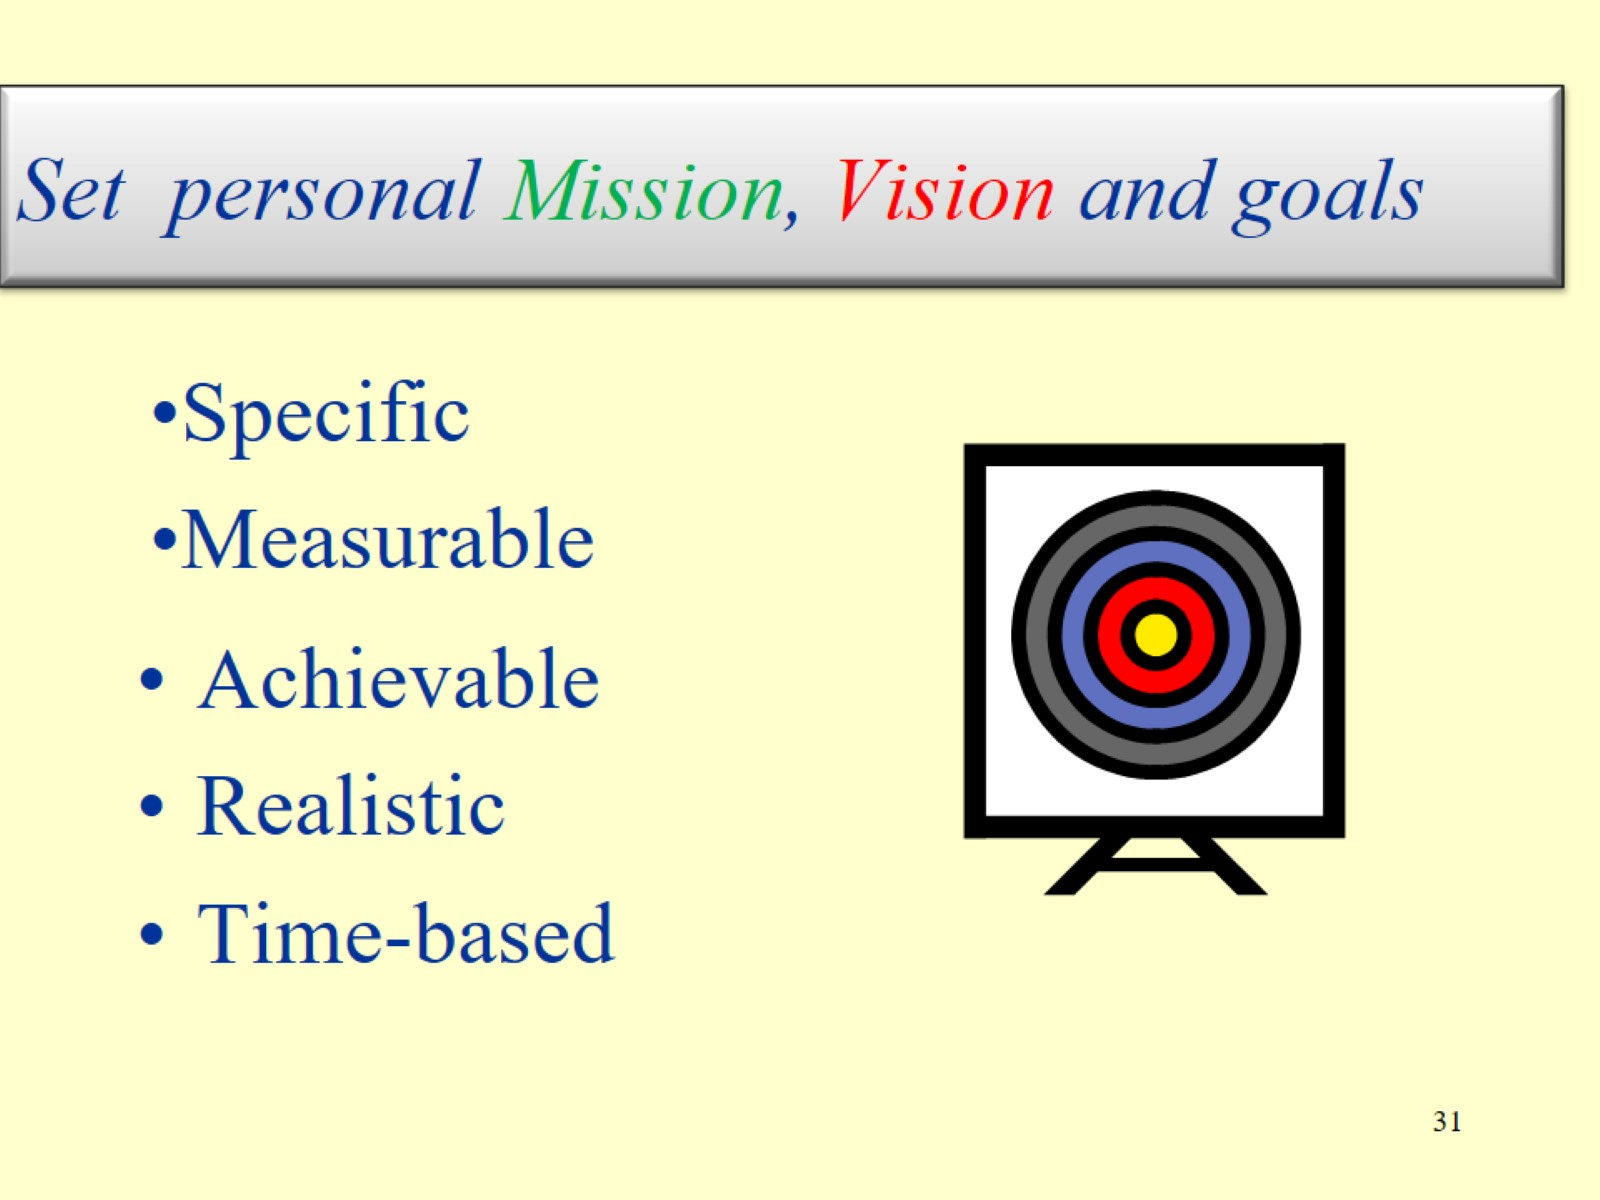 Set personal Mission, Vision and goals
•Specific
•Measurable
• Achievable
• Realistic
• Time-based
31